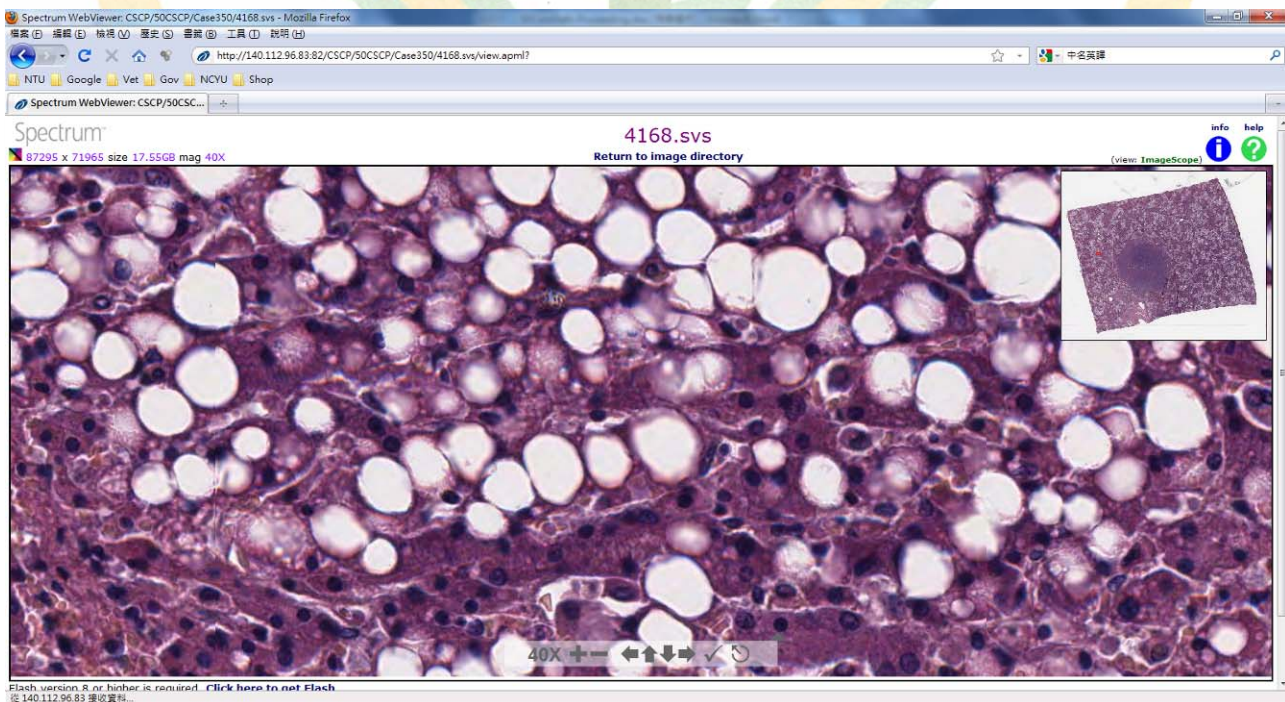 Spectrum WebViewer: CSCP/50CSCP/Case350/4168.svs - Mozilla Firefox
檔案(F) 編輯(E) 檢視(V) 歷史(S) 書籤(B) 工具(T) 說明(H)
http://140.112.96.83:82/CSCP/50CSCP/Case350/4168.svs/view.apml?
中名英譯
NTU Google Vet Gov NCYU Shop
Spectrum WebViewer: CSCP/50CSC...
Spectrum
4168.svs
info help
87295 x 71965 size 17.55GB mag 40X
Return to image directory
(view: ImageScope)
40X
Flash version 8 or higher is required. Click here to get Flash
從 140.112.96.83 接收資料...